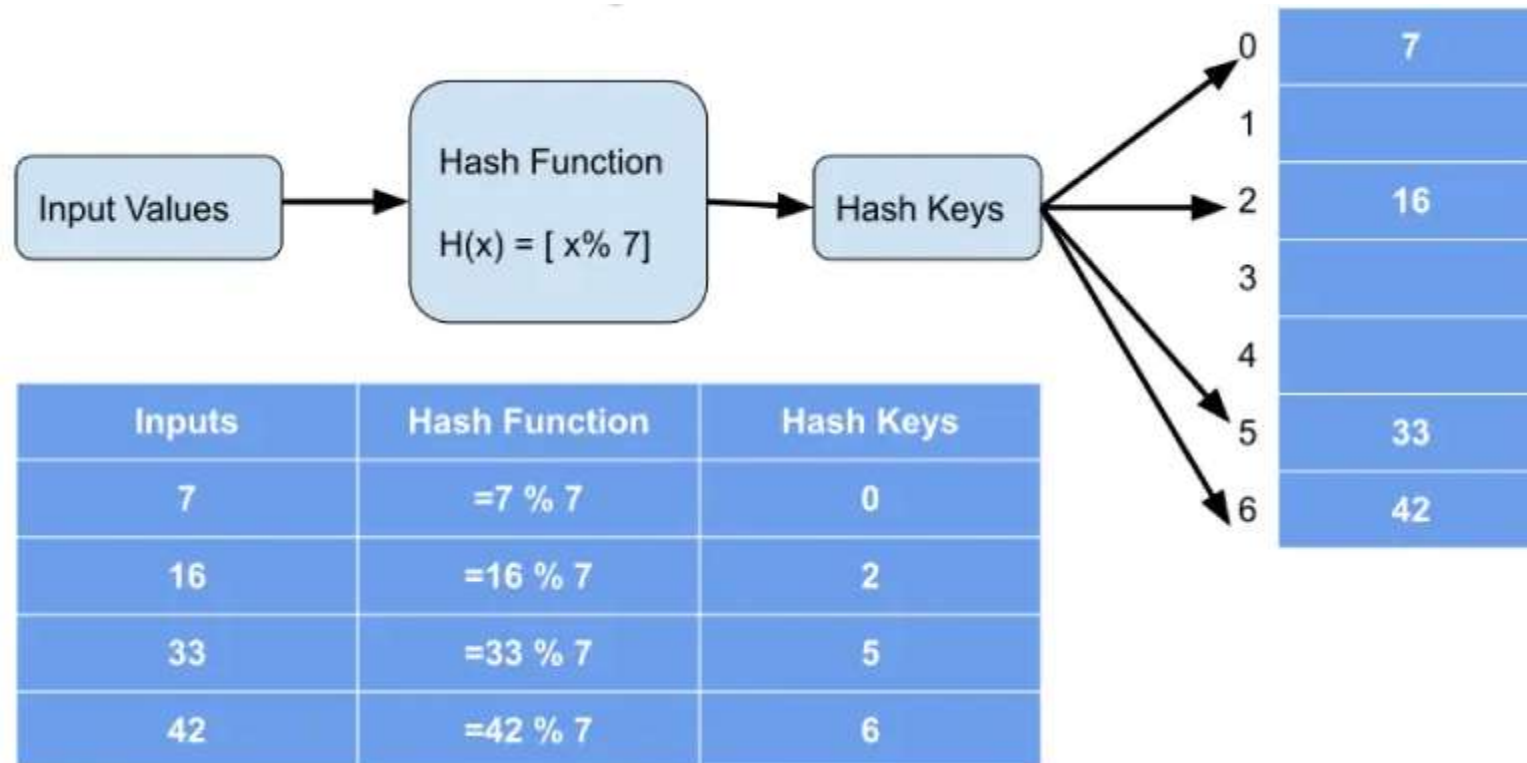 Input Values
Hash Function
H(x) = [ x% 7]
Hash Keys
0 7
1
2 16
3
4
5 33
6 42
Inputs Hash Function Hash Keys
7 =7 % 7 0
16 =16 % 7 2
33 =33 % 7 5
42 =42 % 7 6